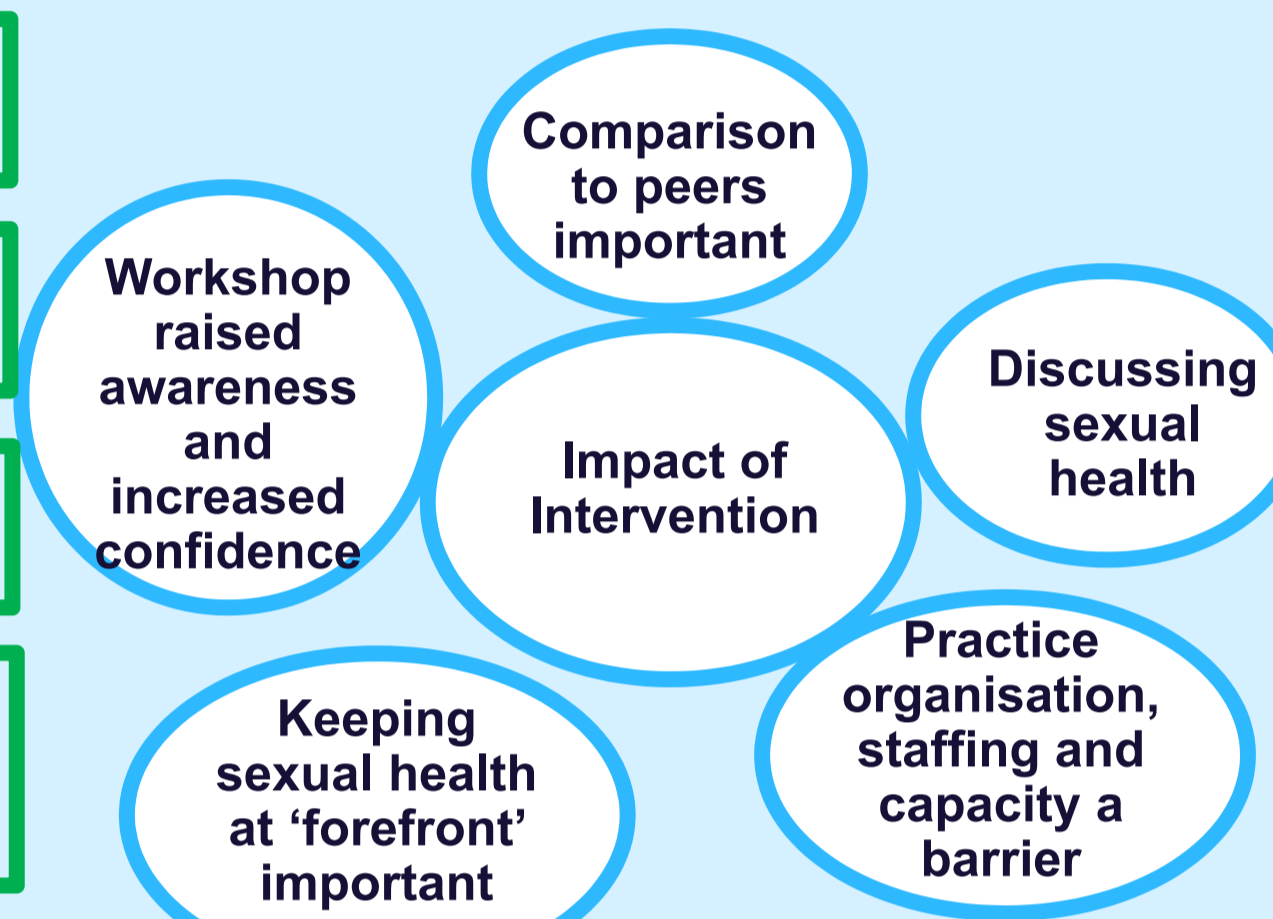 Comparison
to peers
important
Workshop
raised
awareness
and
increased
confidence
Impact of
Intervention
Discussing
sexual
health
Keeping
sexual health
at ‘forefront’
important
Practice
organisation,
staffing and
capacity a
barrier